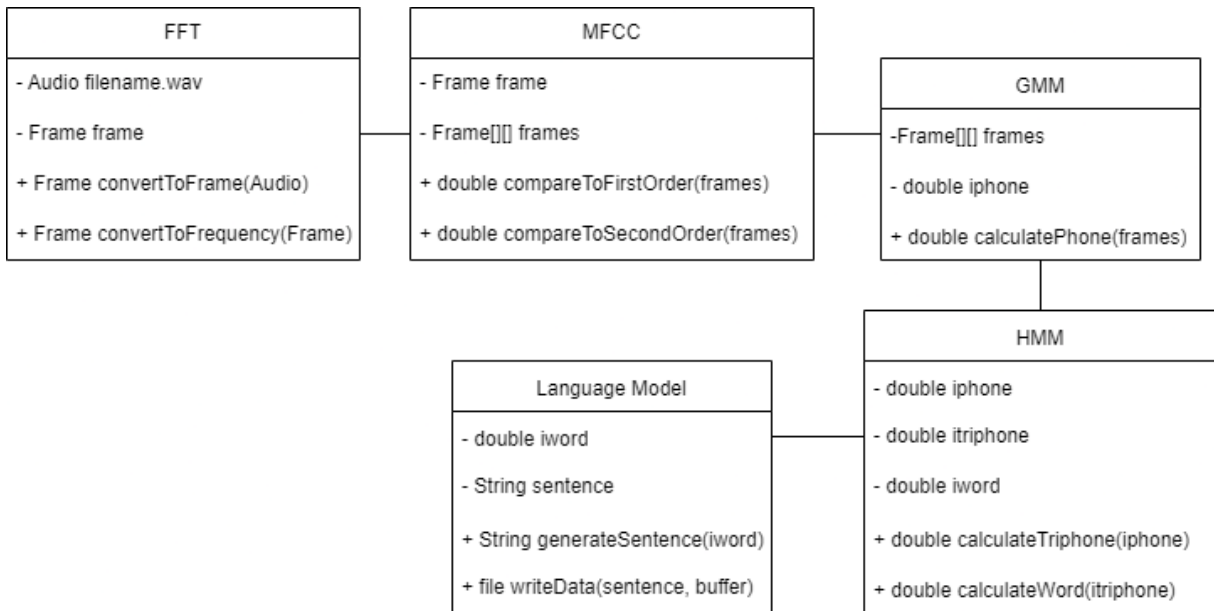 FFT
- Audio filename.wav
- Frame frame
+ Frame convertToFrame(Audio)
+ Frame convertToFrequency(Frame)
MFCC
- Frame frame
- Frame[][] frames
+ double compareToFirstOrder(frames)
+ double compareToSecondOrder(frames)
GMM
-Frame[][] frames
- double iphone
+ double calculatePhone(frames)
HMM
- double iphone
- double itriphone
- double iword
+ double calculateTriphone(iphone)
+ double calculateWord(itriphone)
Language Model
- double iword
- String sentence
+ String generateSentence(iword)
+ file writeData(sentence, buffer)